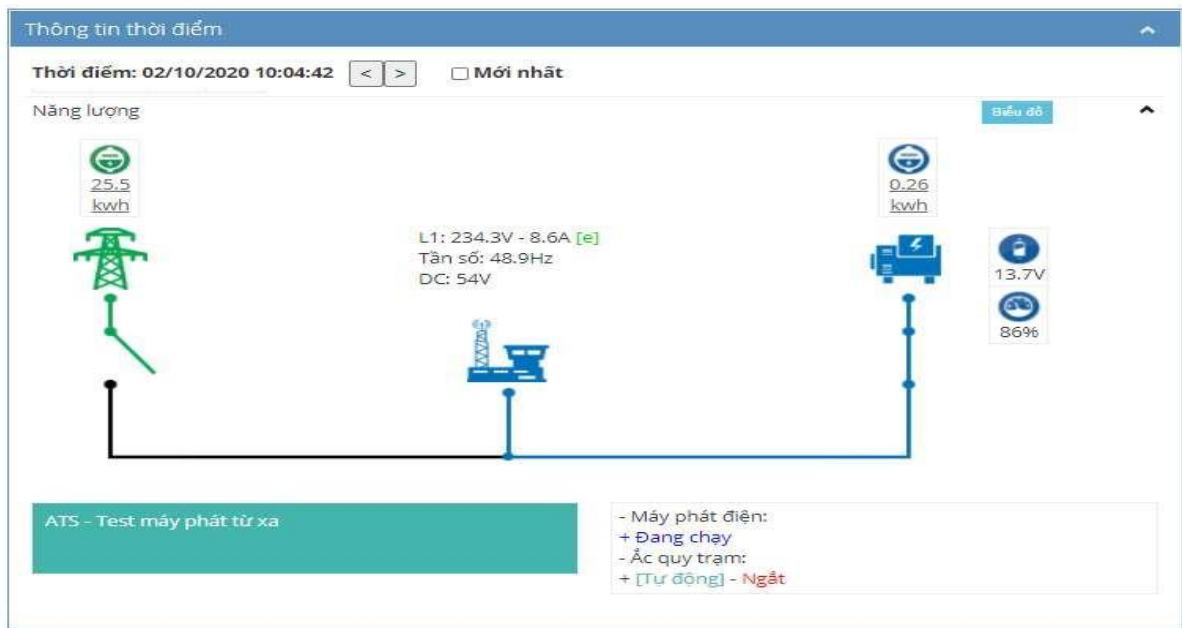 Thông tin thời điểm
Thời điểm: 02/10/2020 10:04:42 < > Mới nhất
Năng lượng
Biểu đồ
25.5
kwh
0.26
kwh
L1: 234.3V - 8.6A [e]
Tần số: 48.9Hz
DC: 54V
13.7V
86%
ATS - Test máy phát từ xa
- Máy phát điện:
+ Đang chạy
- Ắc quy trạm:
+ [Tự động] - Ngắt